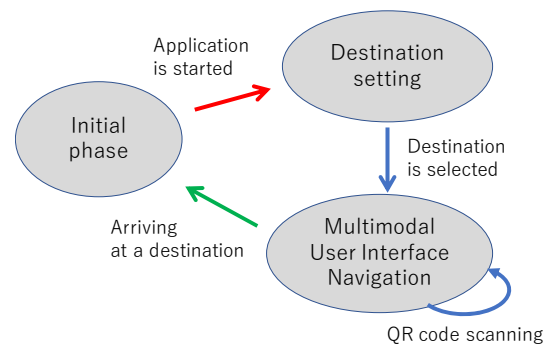 Application
is started
Destination
setting
Initial
phase
Destination
is selected
Arriving
at a destination
Multimodal
User Interface
Navigation
QR code scanning